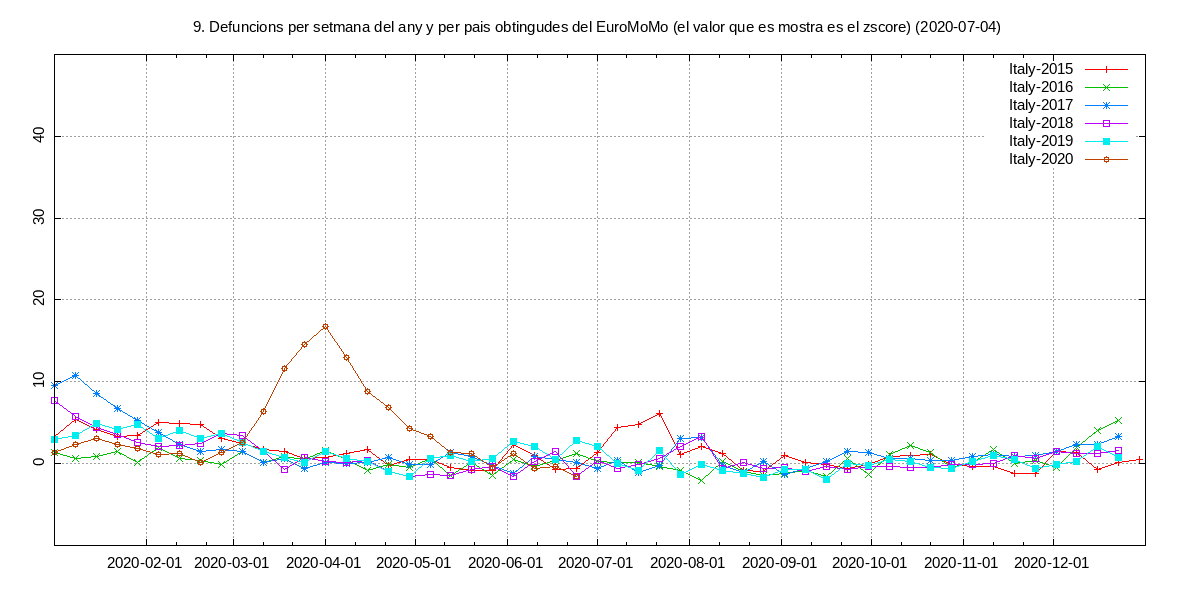 9. Defuncions per setmana del any y per pais obtingudes del EuroMoMo (el valor que es mostra es el zscore) (2020-07-04)
Italy-2015
Italy-2016
Italy-2017
Italy-2018
Italy-2019
Italy-2020
40
30
20
10
0
2020-02-01 2020-03-01 2020-04-01 2020-05-01 2020-06-01 2020-07-01 2020-08-01 2020-09-01 2020-10-01 2020-11-01 2020-12-01